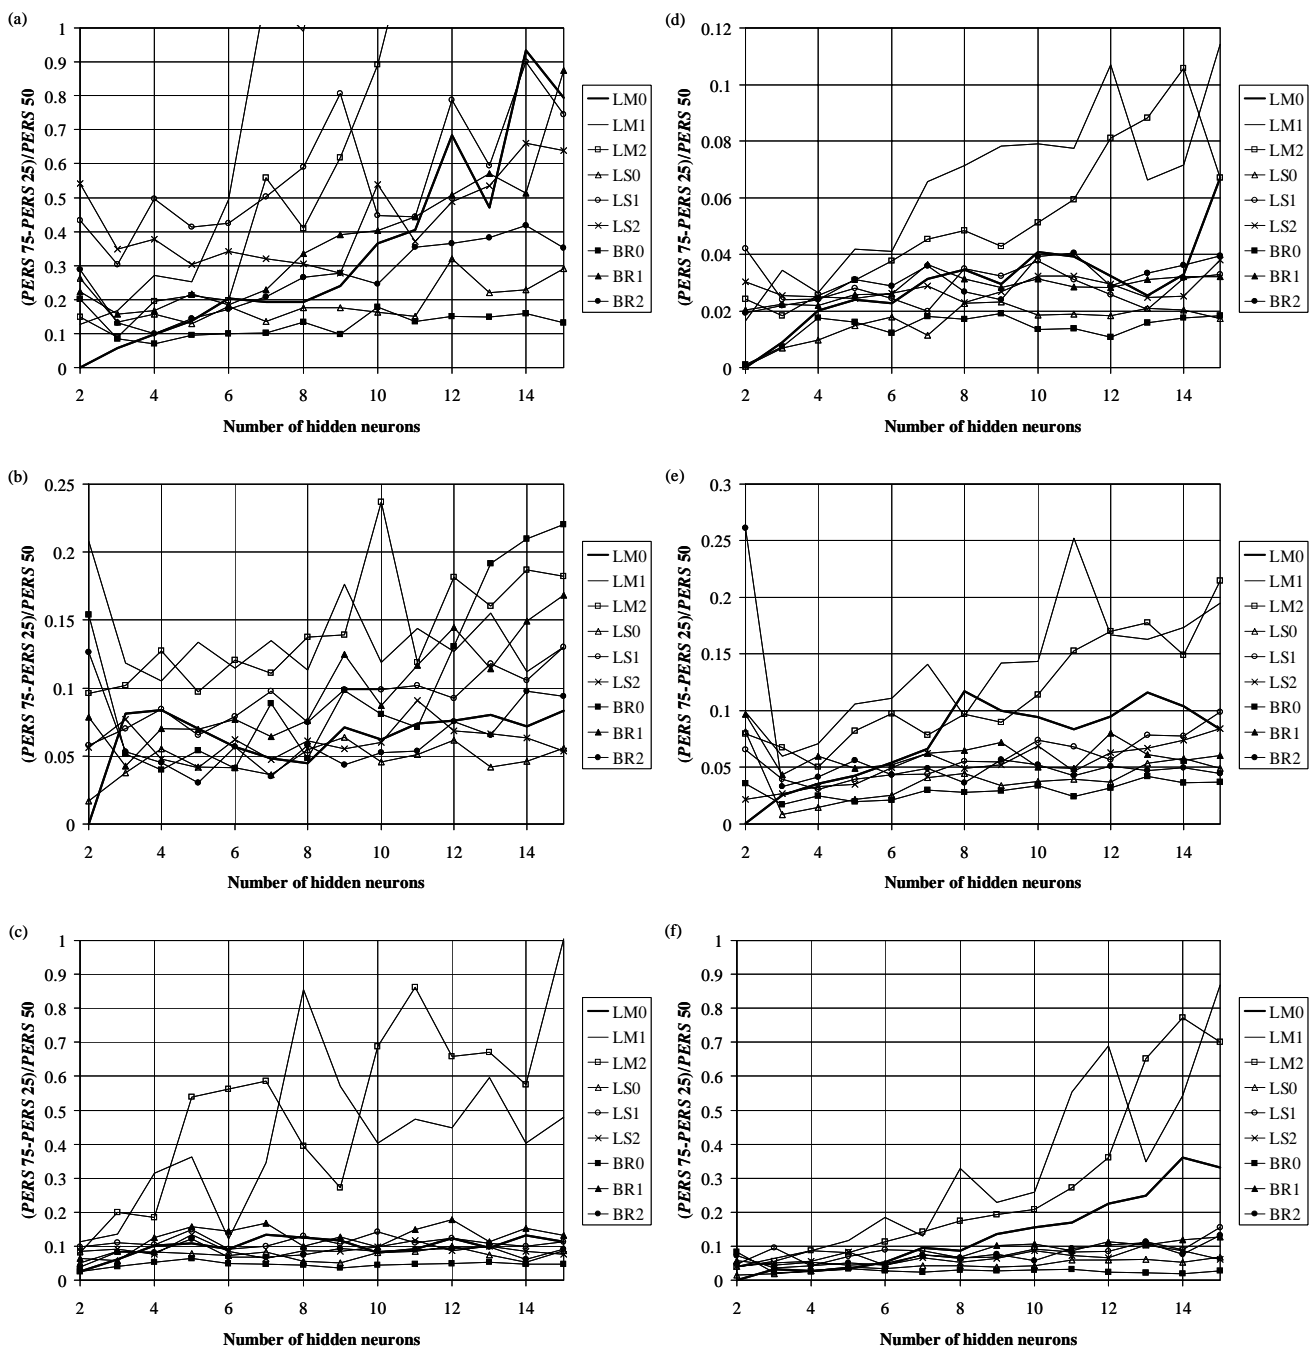 (a)
(PERS 75-PERS 25)/PERS 50
1
0.9
0.8
0.7
0.6
0.5
0.4
0.3
0.2
0.1
0
2 4 6 8 10 12 14
Number of hidden neurons
LM0
LM1
LM2
LS0
LS1
LS2
BR0
BR1
BR2
(d)
(PERS 75-PERS 25)/PERS 50
0.12
0.1
0.08
0.06
0.04
0.02
0
2 4 6 8 10 12 14
Number of hidden neurons
LM0
LM1
LM2
LS0
LS1
LS2
BR0
BR1
BR2
(b)
(PERS 75-PERS 25)/PERS 50
0.25
0.2
0.15
0.1
0.05
0
2 4 6 8 10 12 14
Number of hidden neurons
LM0
LM1
LM2
LS0
LS1
LS2
BR0
BR1
BR2
(e)
(PERS 75-PERS 25)/PERS 50
0.3
0.25
0.2
0.15
0.1
0.05
0
2 4 6 8 10 12 14
Number of hidden neurons
LM0
LM1
LM2
LS0
LS1
LS2
BR0
BR1
BR2
(c)
(PERS 75-PERS 25)/PERS 50
1
0.9
0.8
0.7
0.6
0.5
0.4
0.3
0.2
0.1
0
2 4 6 8 10 12 14
Number of hidden neurons
LM0
LM1
LM2
LS0
LS1
LS2
BR0
BR1
BR2
(f)
(PERS 75-PERS 25)/PERS 50
1
0.9
0.8
0.7
0.6
0.5
0.4
0.3
0.2
0.1
0
2 4 6 8 10 12 14
Number of hidden neurons
LM0
LM1
LM2
LS0
LS1
LS2
BR0
BR1
BR2